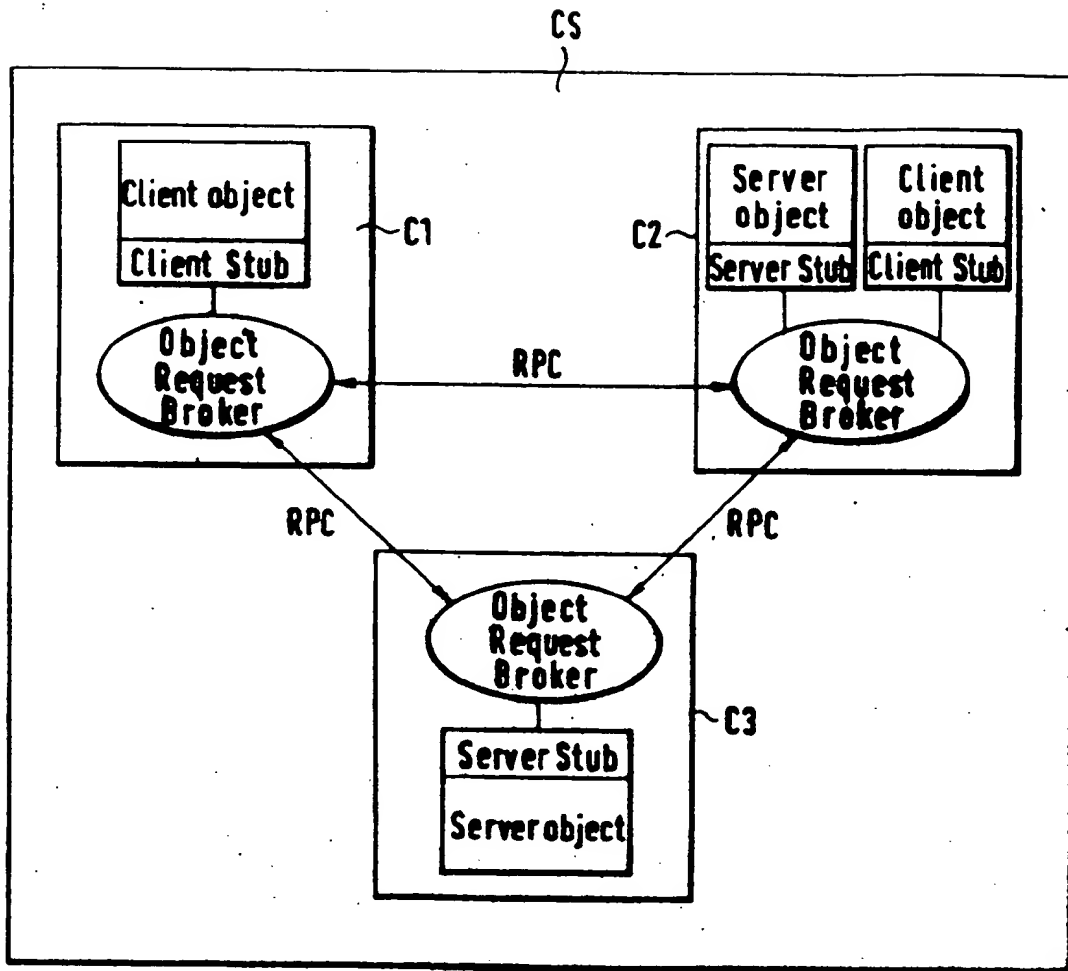 CS
Client object
Client Stub
C1
Object
Request
Broker
RPC
C2
Server
object
Server Stub
Client
object
Client Stub
Object
Request
Broker
RPC
RPC
Object
Request
Broker
C3
Server Stub
Server object